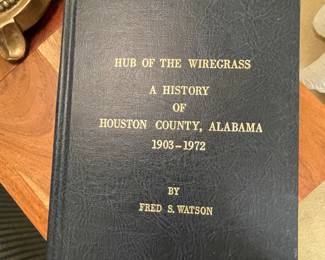 HUB OF THE WIREGRASS
A HISTORY
OF
HOUSTON COUNTY, ALABAMA
1903-1972
BY
FRED S. WATSON